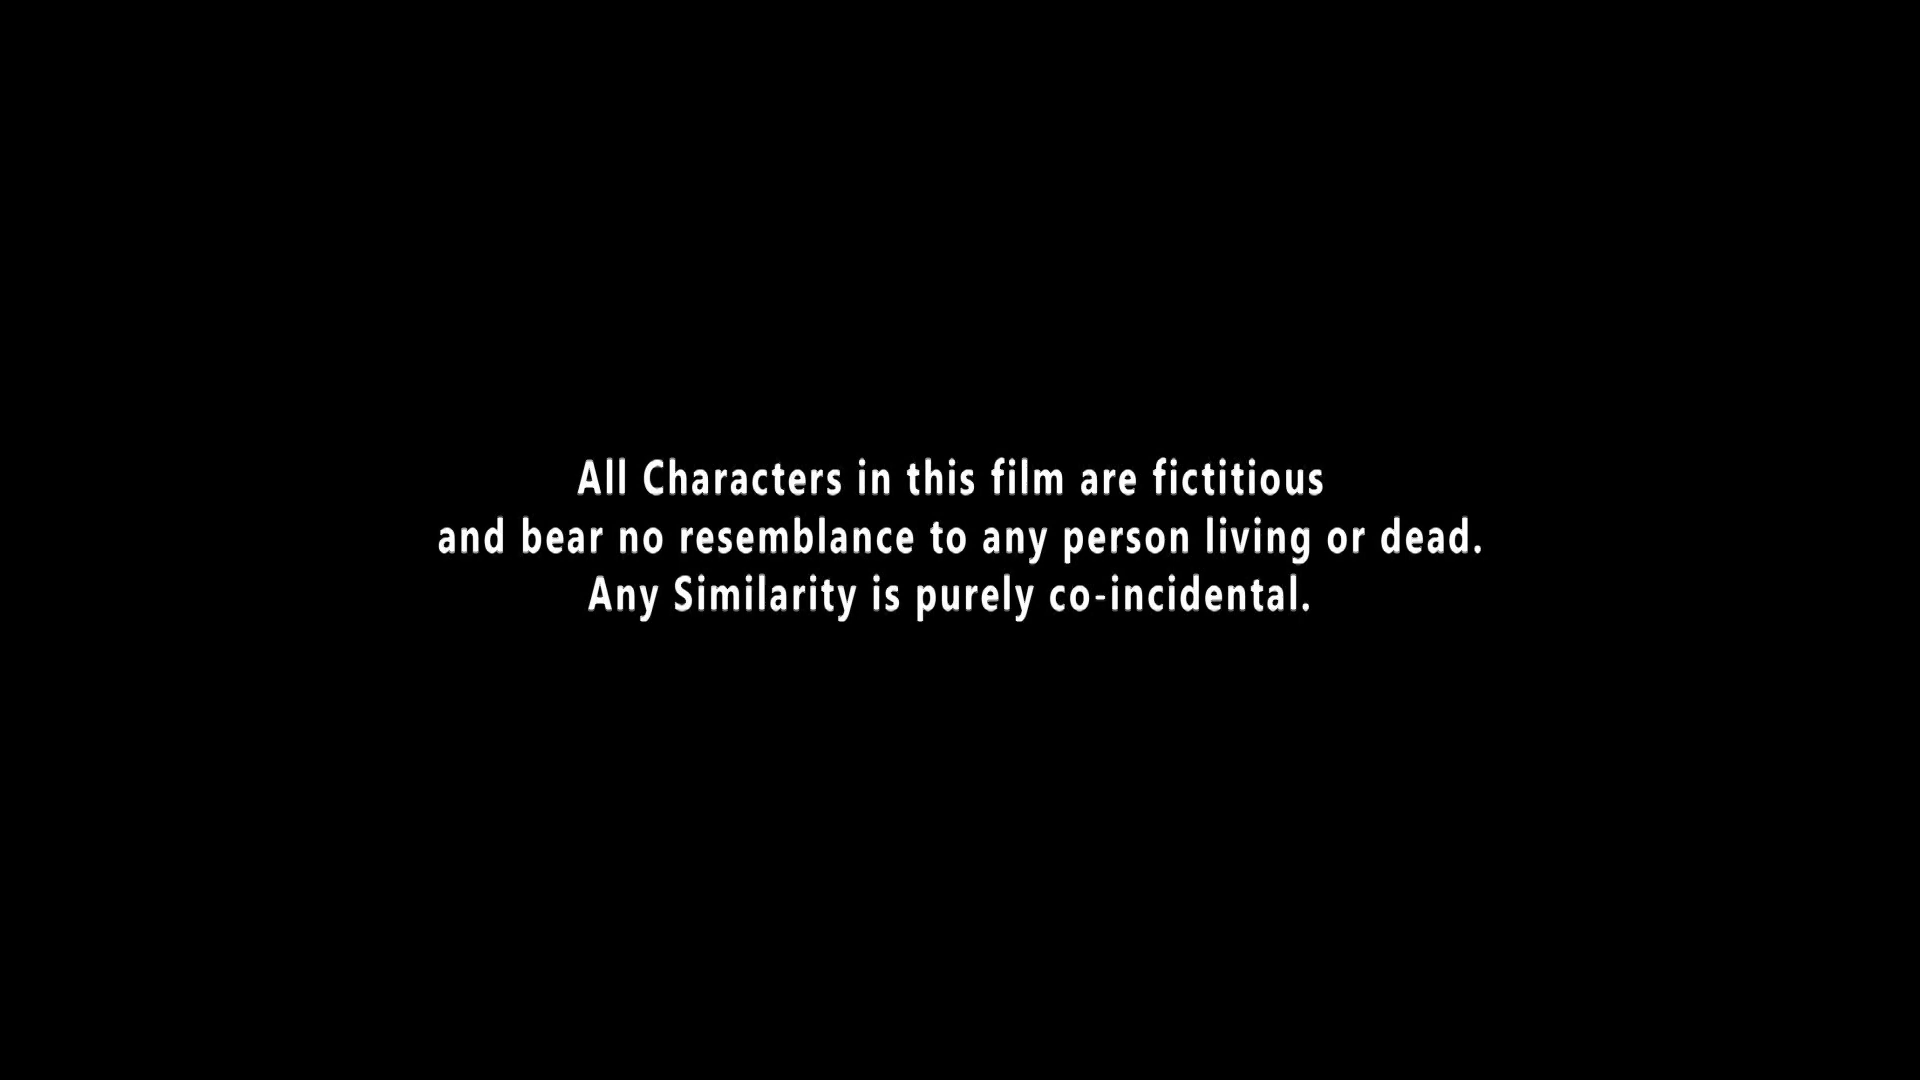 All Characters in this film are fictitious
and bear no resemblance to any person living or dead.
Any Similarity is purely co-incidental.